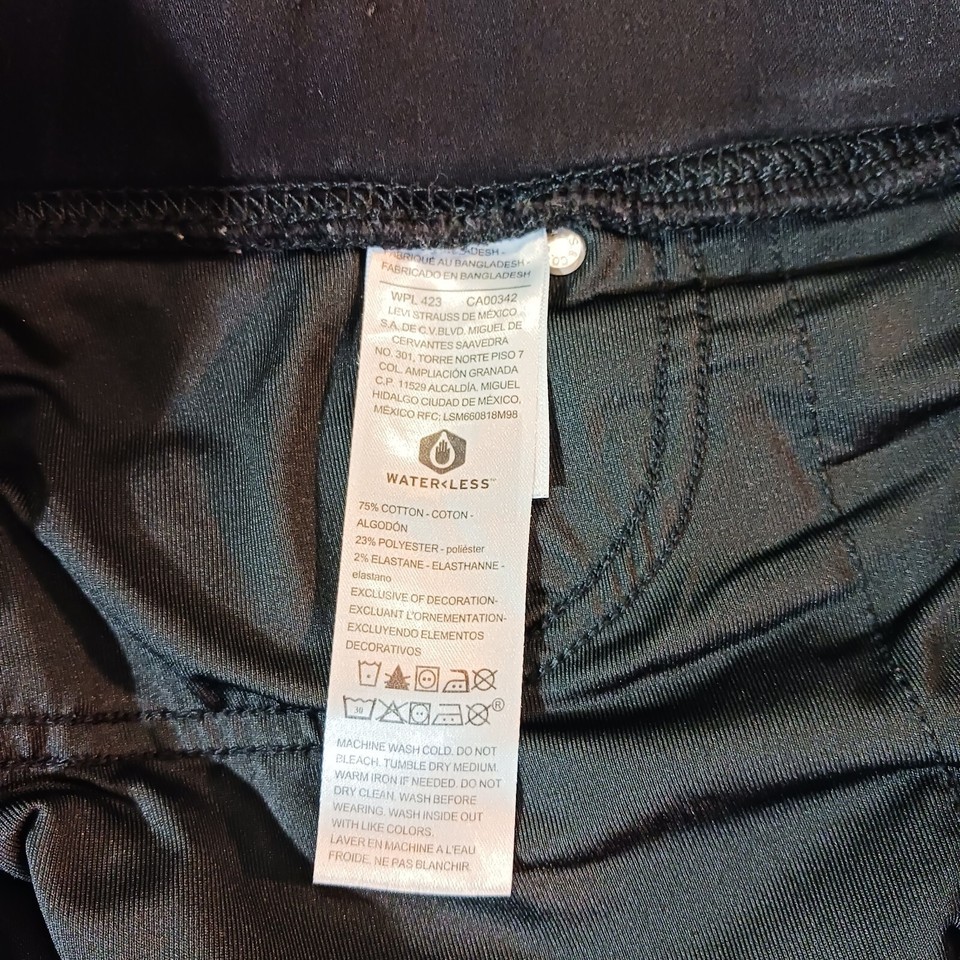 FABRIQUÉ AU BANGLADESH -
FABRICADO EN BANGLADESH
WPL 423 CA00342
LEVI STRAUSS DE MÉXICO
S.A. DE C.V.BLVD. MIGUEL DE
CERVANTES SAAVEDRA
NO. 301, TORRE NORTE PISO 7
COL. AMPLIACIÓN GRANADA
C.P. 11529 ALCALDÍA. MIGUEL
HIDALGO CIUDAD DE MÉXICO,
MÉXICO RFC: LSM660818M98
WATER<LESS™
75% COTTON - COTON -
ALGODÓN
23% POLYESTER - poliéster
2% ELASTANE - ELASTHANNE -
elastano
EXCLUSIVE OF DECORATION-
EXCLUANT L'ORNEMENTATION-
EXCLUYENDO ELEMENTOS
DECORATIVOS
30 ®
MACHINE WASH COLD. DO NOT
BLEACH. TUMBLE DRY MEDIUM.
WARM IRON IF NEEDED. DO NOT
DRY CLEAN. WASH BEFORE
WEARING. WASH INSIDE OUT
WITH LIKE COLORS.
LAVER EN MACHINE A L'EAU
FROIDE, NE PAS BLANCHIR.